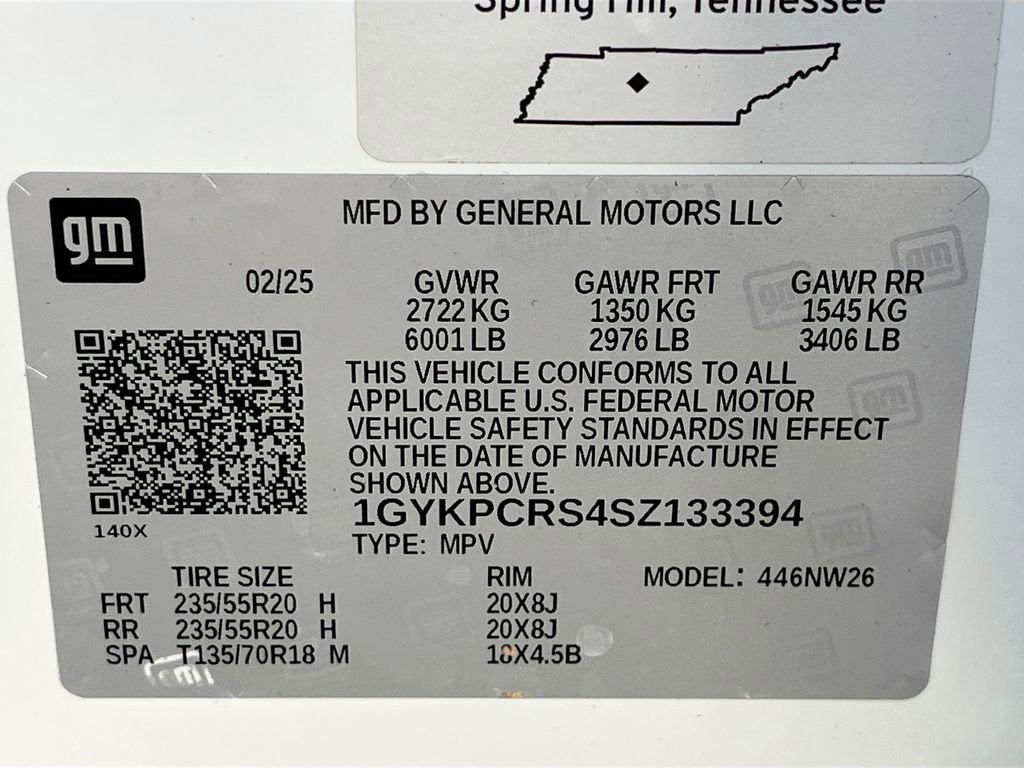 Spring Hill, Tennessee
gm
MFD BY GENERAL MOTORS LLC
02/25 GVWR GAWR FRT GAWR RR
2722 KG 1350 KG 1545 KG
6001 LB 2976 LB 3406 LB
THIS VEHICLE CONFORMS TO ALL
APPLICABLE U.S. FEDERAL MOTOR
VEHICLE SAFETY STANDARDS IN EFFECT
ON THE DATE OF MANUFACTURE
SHOWN ABOVE.
1GYKPCRS4SZ133394
140X
TYPE: MPV
TIRE SIZE RIM MODEL: 446NW26
FRT 235/55R20 H 20X8J
RR 235/55R20 H 20X8J
SPA T135/70R18 M 18X4.5B